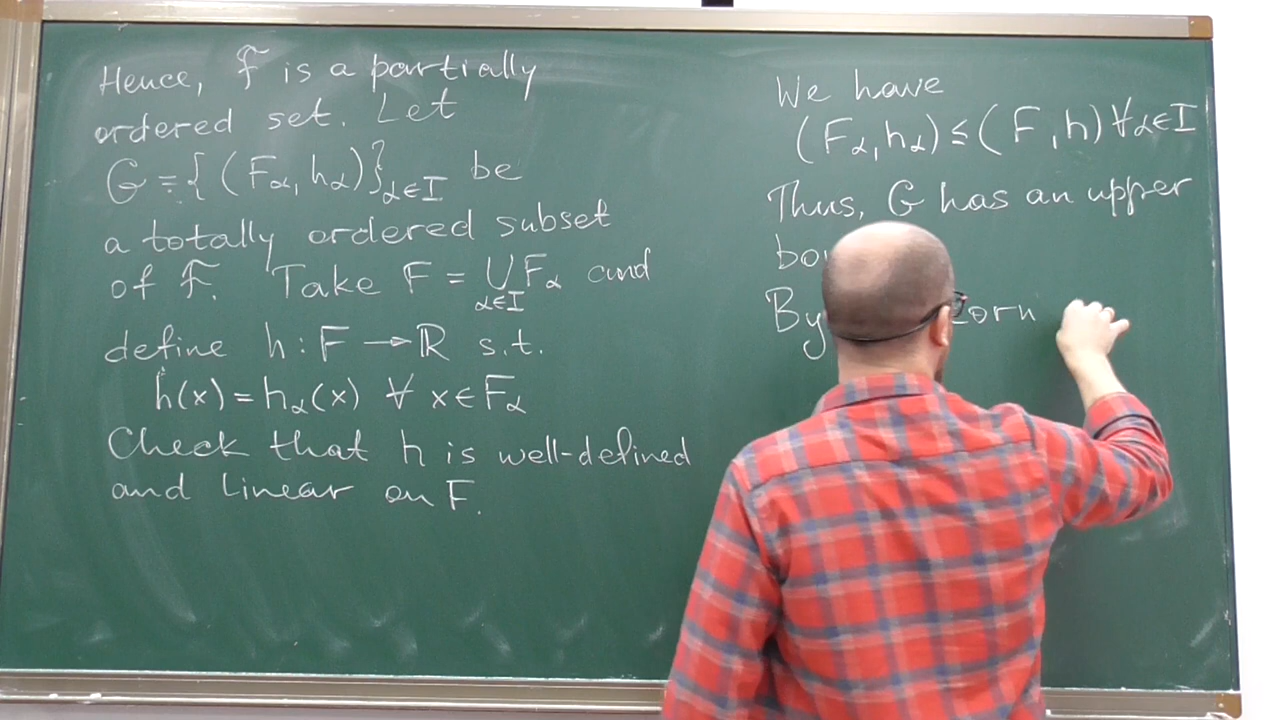 Hence, F̃ is a partially
ordered set. Let
G = {(Fα, hα)}α∈I be
a totally ordered subset
of F̃. Take F = ∪α∈I Fα and
define h : F → ℝ s.t.
h(x) = hα(x) ∀ x ∈ Fα
Check that h is well-defined
and linear on F.
We have
(Fα, hα) ≤ (F, h) ∀α∈I
Thus, G has an upper
bo
By Zorn